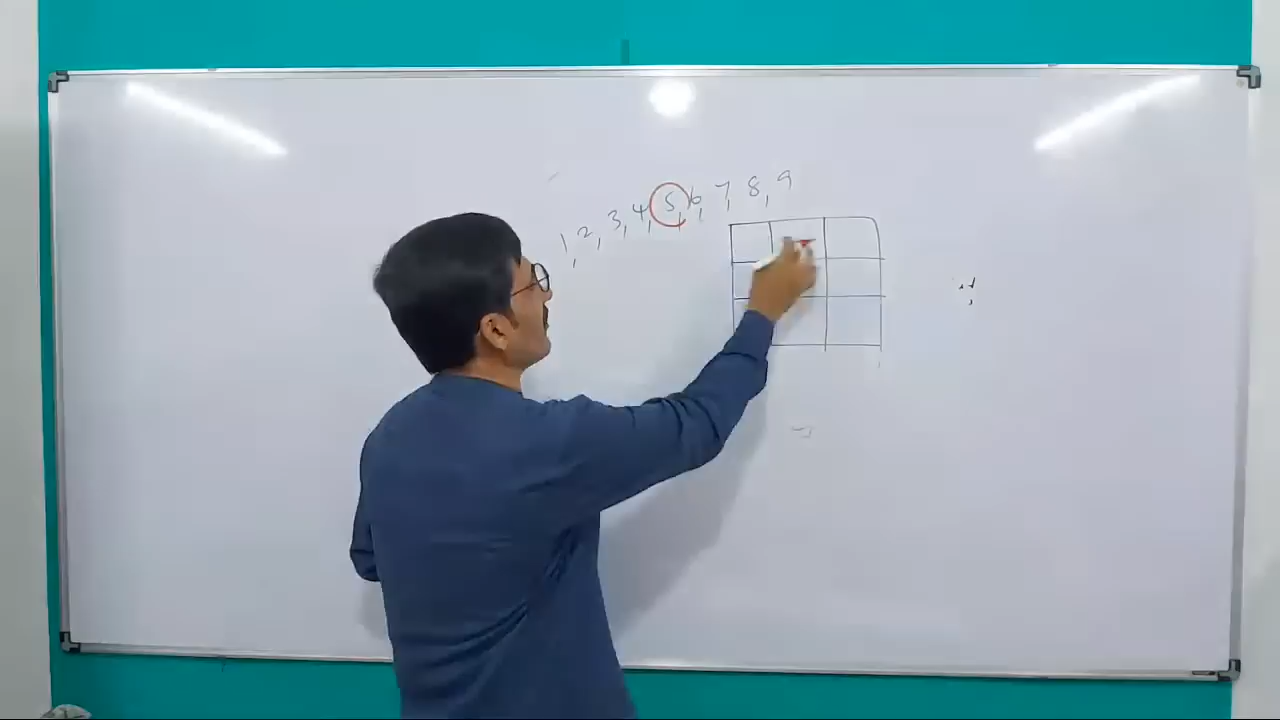 1, 2, 3, 4, 5, 6, 7, 8, 9